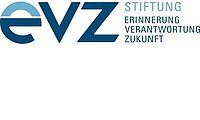 eVZ
STIFTUNG
ERINNERUNG
VERANTWORTUNG
ZUKUNFT